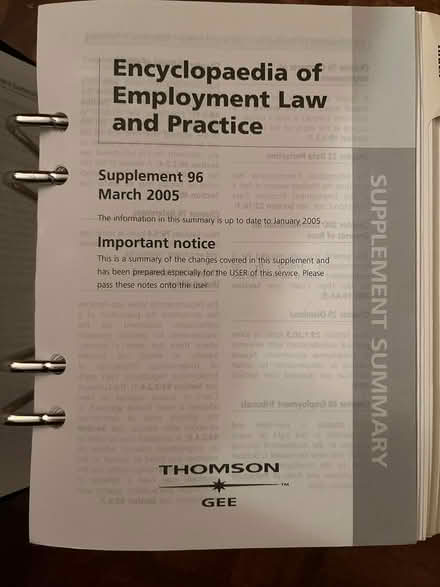 Encyclopaedia of
Employment Law
and Practice
Supplement 96
March 2005
The information in this summary is up to date to January 2005
Important notice
This is a summary of the changes covered in this supplement and
has been prepared especially for the USER of this service. Please
pass these notes onto the user.
SUPPLEMENT SUMMARY
THOMSON
™
GEE